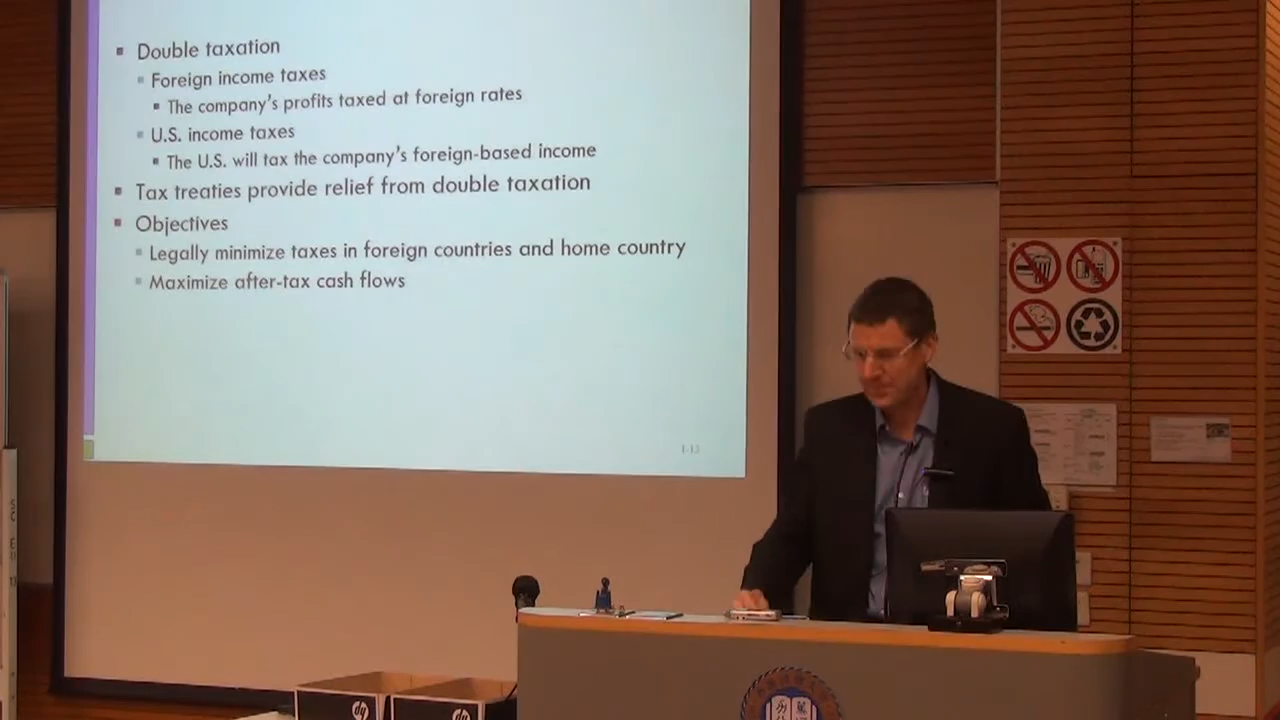 Double taxation
Foreign income taxes
The company's profits taxed at foreign rates
U.S. income taxes
The U.S. will tax the company's foreign-based income
Tax treaties provide relief from double taxation
Objectives
Legally minimize taxes in foreign countries and home country
Maximize after-tax cash flows
hp
hp